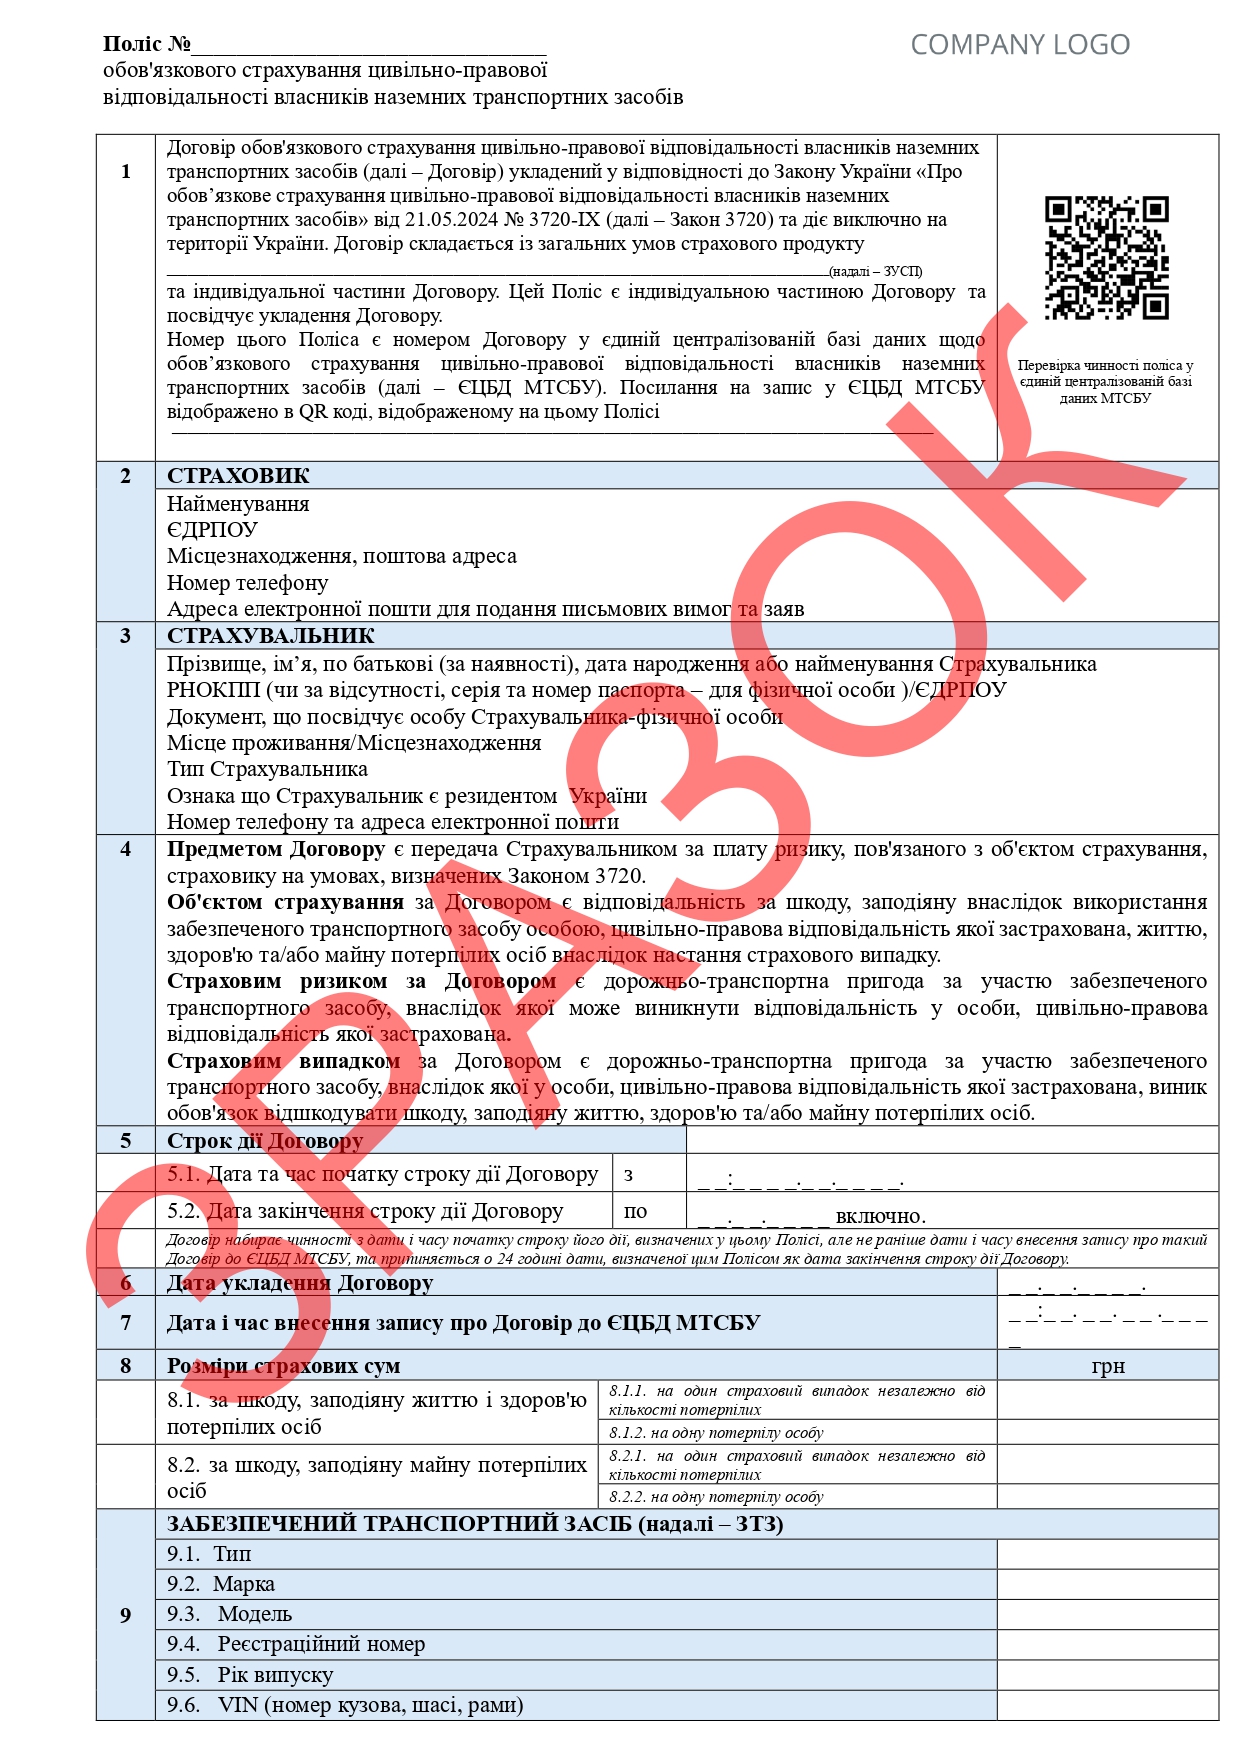 Поліс №________________________________
COMPANY LOGO
обов'язкового страхування цивільно-правової
відповідальності власників наземних транспортних засобів
1
Договір обов'язкового страхування цивільно-правової відповідальності власників наземних
транспортних засобів (далі – Договір) укладений у відповідності до Закону України «Про
обов’язкове страхування цивільно-правової відповідальності власників наземних
транспортних засобів» від 21.05.2024 № 3720-IX (далі – Закон 3720) та діє виключно на
території України. Договір складається із загальних умов страхового продукту
______________________________________________(надалі – ЗУСП)
та індивідуальної частини Договору. Цей Поліс є індивідуальною частиною Договору та
посвідчує укладення Договору.
Номер цього Поліса є номером Договору у єдиній централізованій базі даних щодо
обов’язкового страхування цивільно-правової відповідальності власників наземних
транспортних засобів (далі – ЄЦБД МТСБУ). Посилання на запис у ЄЦБД МТСБУ
відображено в QR коді, відображеному на цьому Полісі
Перевірка чинності поліса у
єдиній централізованій базі
даних МТСБУ
2 СТРАХОВИК
Найменування
ЄДРПОУ
Місцезнаходження, поштова адреса
Номер телефону
Адреса електронної пошти для подання письмових вимог та заяв
3 СТРАХУВАЛЬНИК
Прізвище, ім’я, по батькові (за наявності), дата народження або найменування Страхувальника
РНОКПП (чи за відсутності, серія та номер паспорта – для фізичної особи )/ЄДРПОУ
Документ, що посвідчує особу Страхувальника-фізичної особи
Місце проживання/Місцезнаходження
Тип Страхувальника
Ознака що Страхувальник є резидентом України
Номер телефону та адреса електронної пошти
4 Предметом Договору є передача Страхувальником за плату ризику, пов'язаного з об'єктом страхування,
страховику на умовах, визначених Законом 3720.
Об'єктом страхування за Договором є відповідальність за шкоду, заподіяну внаслідок використання
забезпеченого транспортного засобу особою, цивільно-правова відповідальність якої застрахована, життю,
здоров'ю та/або майну потерпілих осіб внаслідок настання страхового випадку.
Страховим ризиком за Договором є дорожньо-транспортна пригода за участю забезпеченого
транспортного засобу, внаслідок якої може виникнути відповідальність у особи, цивільно-правова
відповідальність якої застрахована.
Страховим випадком за Договором є дорожньо-транспортна пригода за участю забезпеченого
транспортного засобу, внаслідок якої у особи, цивільно-правова відповідальність якої застрахована, виник
обов'язок відшкодувати шкоду, заподіяну життю, здоров'ю та/або майну потерпілих осіб.
5 Строк дії Договору
5.1. Дата та час початку строку дії Договору з _ _:_ _ _ _._ _._ _ _ _.
5.2. Дата закінчення строку дії Договору по _ _._ _._ _ _ _ включно.
Договір набирає чинності з дати і часу початку строку його дії, визначених у цьому Полісі, але не раніше дати і часу внесення запису про такий
Договір до ЄЦБД МТСБУ, та припиняється о 24 годині дати, визначеної цим Полісом як дата закінчення строку дії Договору.
6 Дата укладення Договору _ _._ _._ _ _ _.
7 Дата і час внесення запису про Договір до ЄЦБД МТСБУ _ _:_ _. _ _. _ _ ._ _ _
_
8 Розміри страхових сум грн
8.1. за шкоду, заподіяну життю і здоров'ю
потерпілих осіб
8.1.1. на один страховий випадок незалежно від
кількості потерпілих
8.1.2. на одну потерпілу особу
8.2. за шкоду, заподіяну майну потерпілих
осіб
8.2.1. на один страховий випадок незалежно від
кількості потерпілих
8.2.2. на одну потерпілу особу
9
ЗАБЕЗПЕЧЕНИЙ ТРАНСПОРТНИЙ ЗАСІБ (надалі – ЗТЗ)
9.1. Тип
9.2. Марка
9.3. Модель
9.4. Реєстраційний номер
9.5. Рік випуску
9.6. VIN (номер кузова, шасі, рами)
ЗРАЗОК